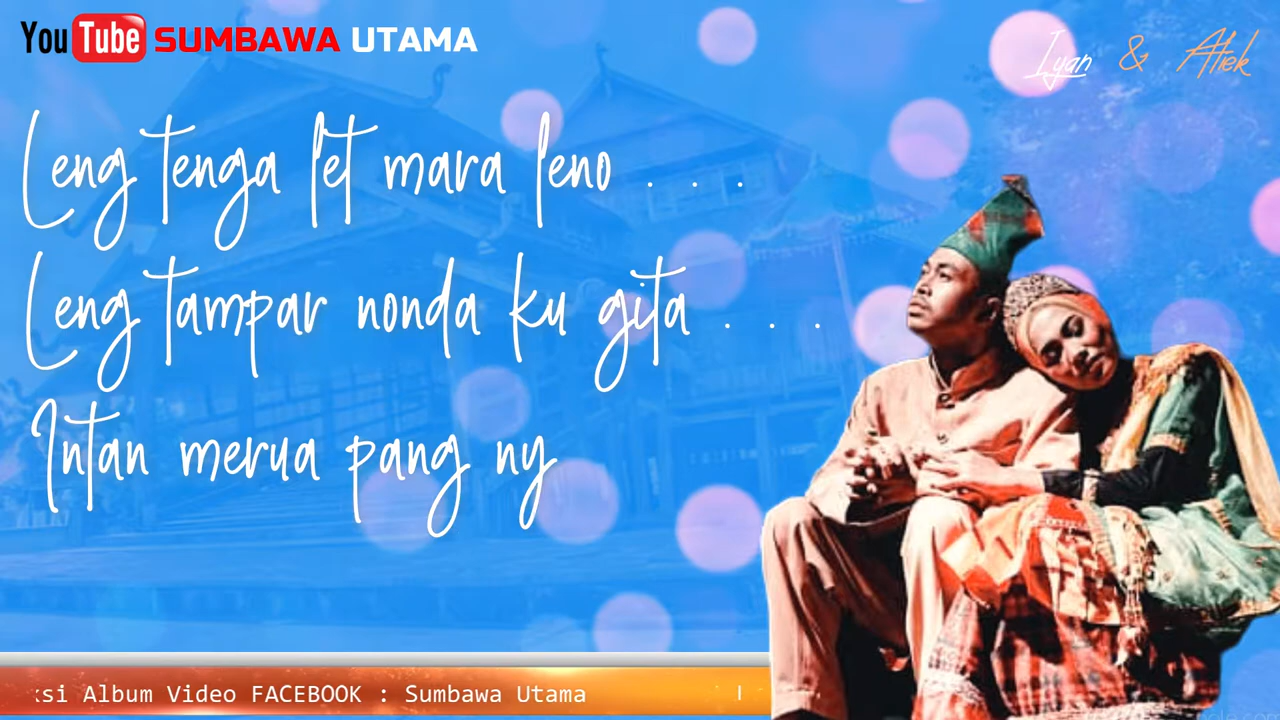 YouTube SUMBAWA UTAMA
Iyan & Atiek
Leng tenga let mara leno . . .
Leng tampar nonda ku gita . . .
Intan merua pang ny
si Album Video FACEBOOK : Sumbawa Utama